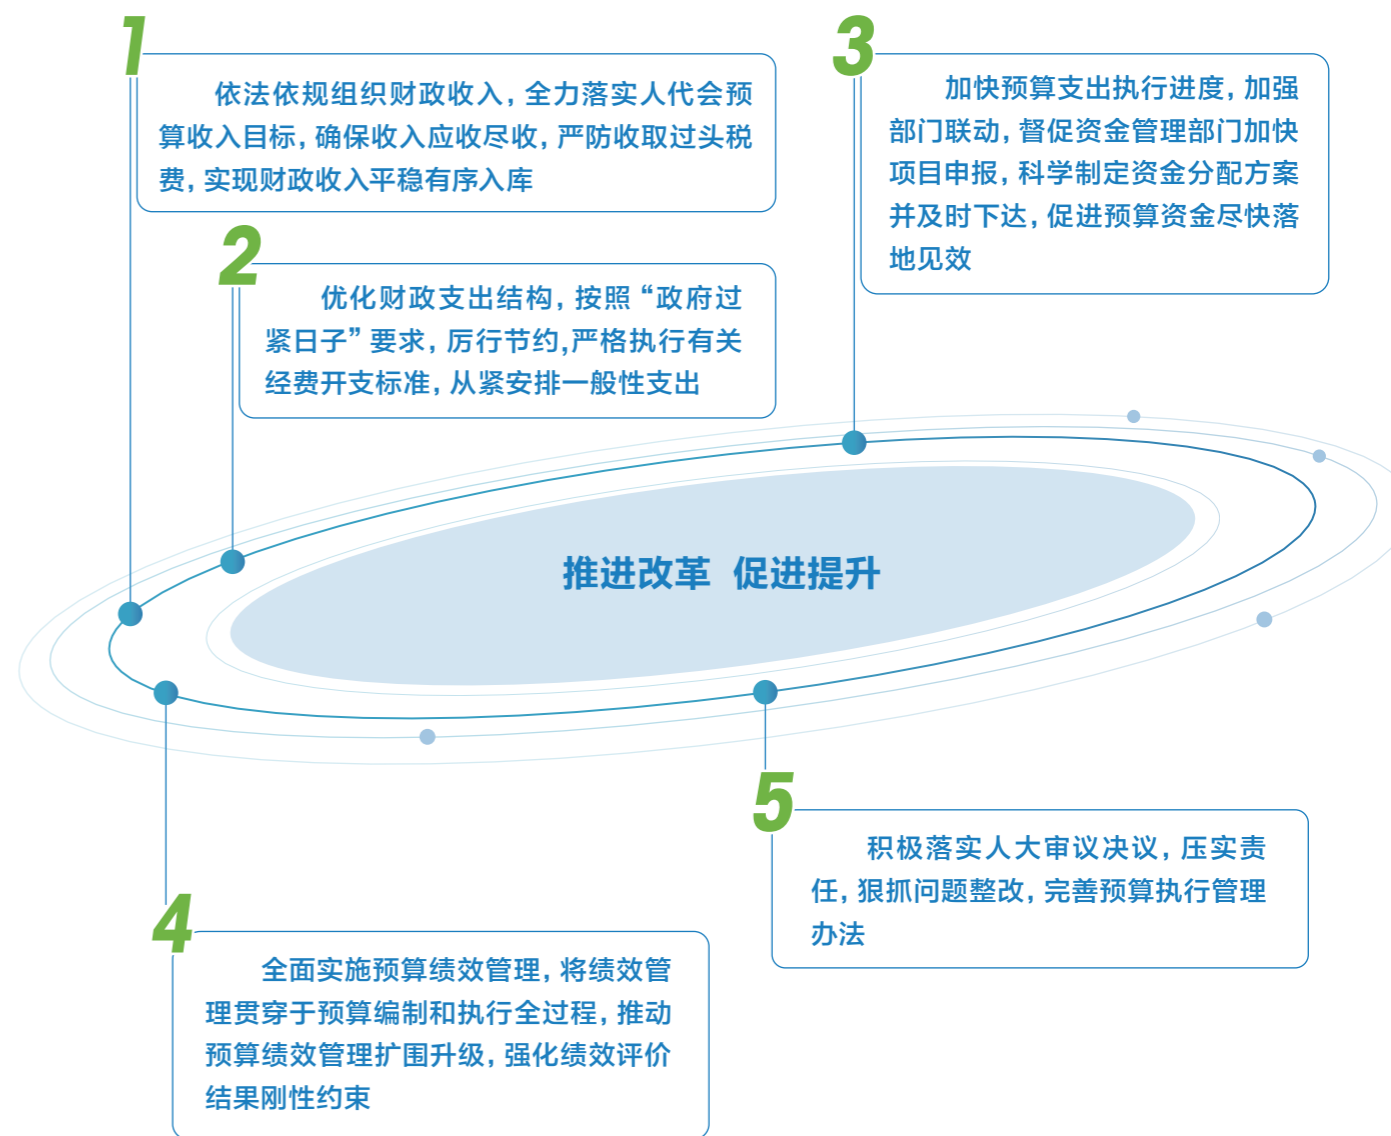 1
依法依规组织财政收入，全力落实人代会预
算收入目标，确保收入应收尽收，严防收取过头税
费，实现财政收入平稳有序入库
2
优化财政支出结构，按照“政府过
紧日子”要求，厉行节约,严格执行有关
经费开支标准，从紧安排一般性支出
3
加快预算支出执行进度，加强
部门联动，督促资金管理部门加快
项目申报，科学制定资金分配方案
并及时下达，促进预算资金尽快落
地见效
推进改革 促进提升
4
全面实施预算绩效管理，将绩效管
理贯穿于预算编制和执行全过程，推动
预算绩效管理扩围升级，强化绩效评价
结果刚性约束
5
积极落实人大审议决议，压实责
任，狠抓问题整改，完善预算执行管理
办法